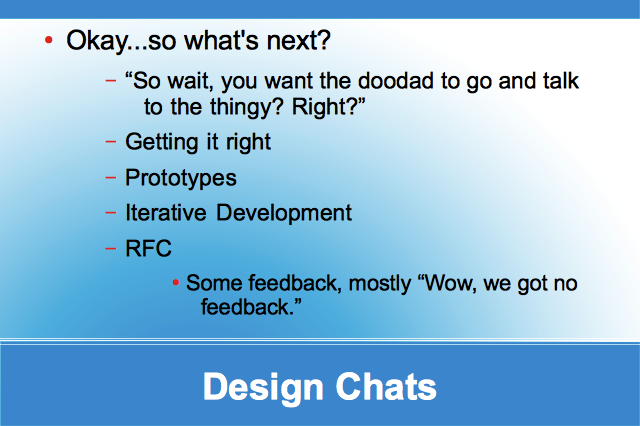 • Okay...so what's next?
– “So wait, you want the doodad to go and talk
to the thingy? Right?”
– Getting it right
– Prototypes
– Iterative Development
– RFC
• Some feedback, mostly “Wow, we got no
feedback.”
Design Chats